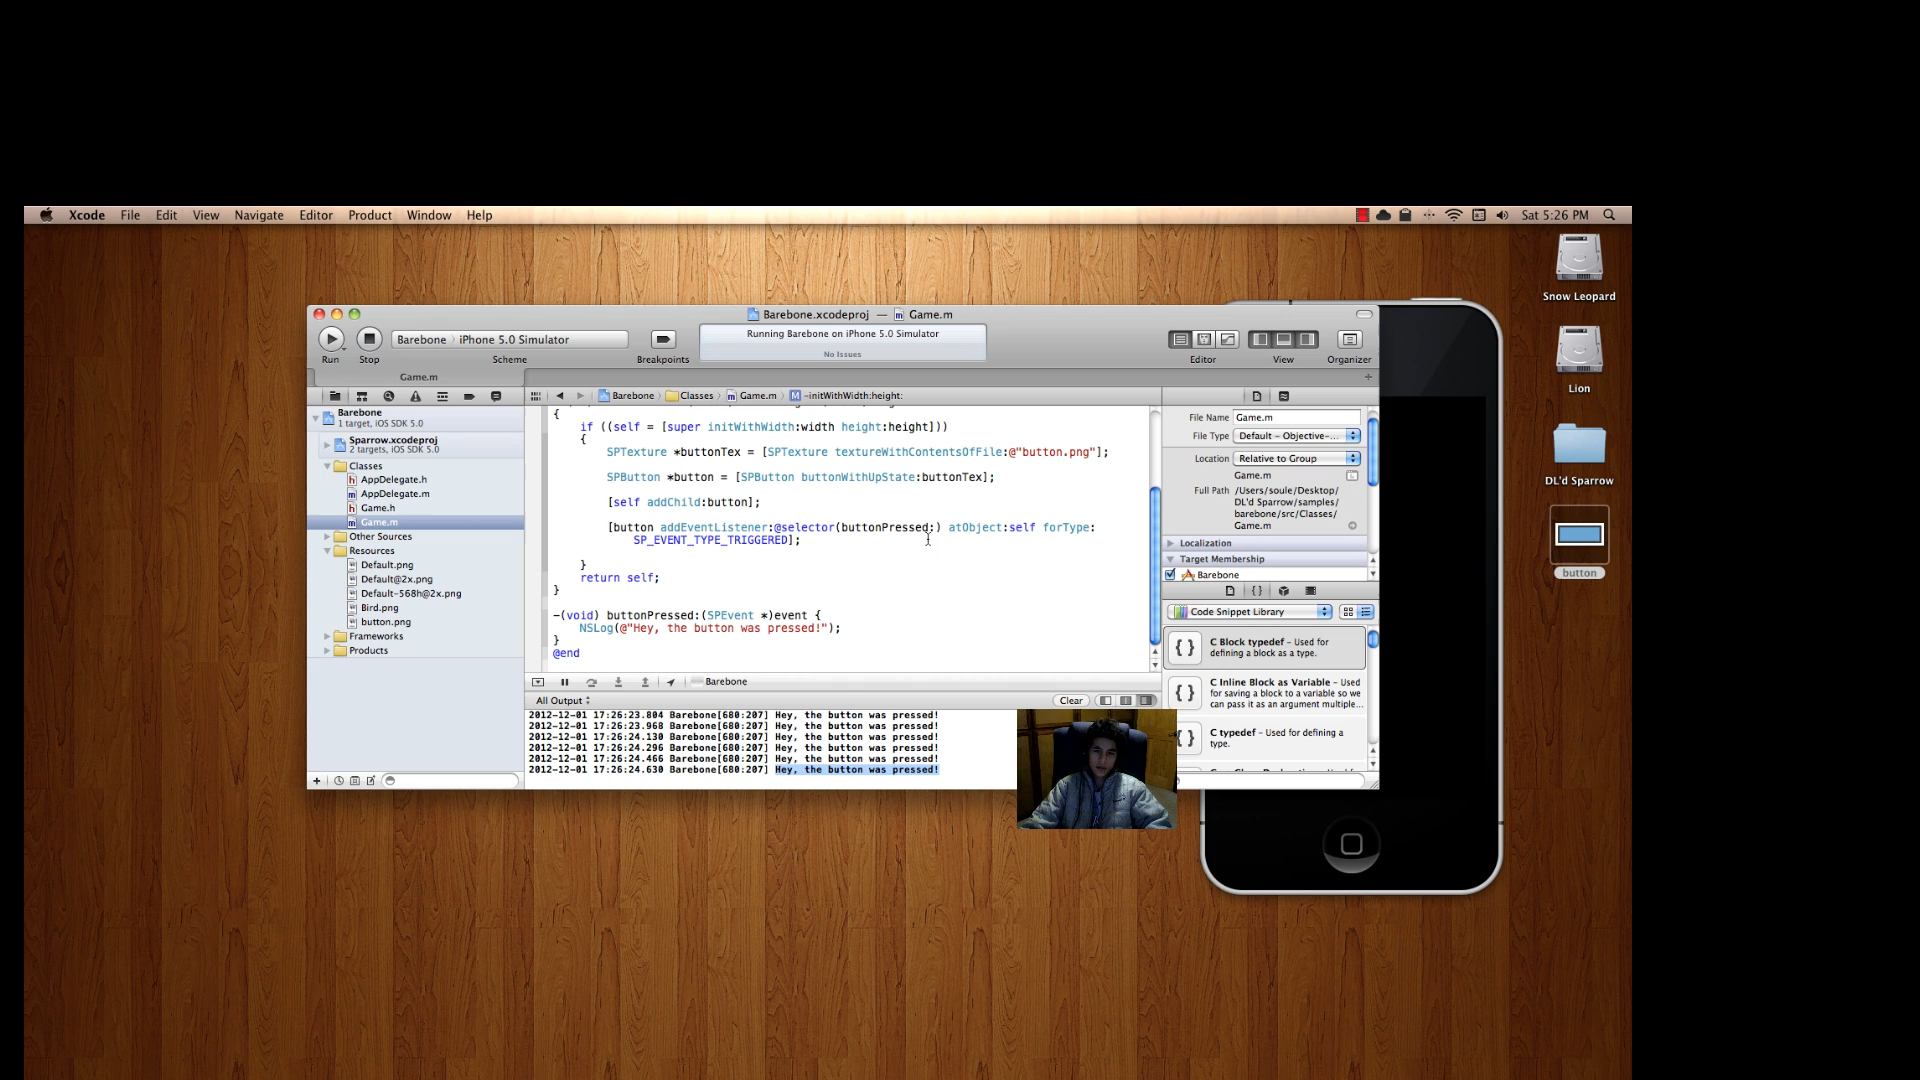 Xcode File Edit View Navigate Editor Product Window Help
Sat 5:26 PM
Snow Leopard
Lion
DL'd Sparrow
button
Barebone.xcodeproj — Game.m
Barebone iPhone 5.0 Simulator
Running Barebone on iPhone 5.0 Simulator
No Issues
Run Stop Scheme Breakpoints Editor View Organizer
Game.m
Barebone Classes Game.m -initWithWidth:height:
Barebone
1 target, iOS SDK 5.0
Sparrow.xcodeproj
2 targets, iOS SDK 5.0
Classes
AppDelegate.h
AppDelegate.m
Game.h
Game.m
Other Sources
Resources
Default.png
Default@2x.png
Default-568h@2x.png
Bird.png
button.png
Frameworks
Products
{
if ((self = [super initWithWidth:width height:height]))
{
SPTexture *buttonTex = [SPTexture textureWithContentsOfFile:@"button.png"];
SPButton *button = [SPButton buttonWithUpState:buttonTex];
[self addChild:button];
[button addEventListener:@selector(buttonPressed:) atObject:self forType:
SP_EVENT_TYPE_TRIGGERED];
}
return self;
}
-(void) buttonPressed:(SPEvent *)event {
NSLog(@"Hey, the button was pressed!");
}
@end
Barebone
All Output
Clear
2012-12-01 17:26:23.804 Barebone[680:207] Hey, the button was pressed!
2012-12-01 17:26:23.968 Barebone[680:207] Hey, the button was pressed!
2012-12-01 17:26:24.130 Barebone[680:207] Hey, the button was pressed!
2012-12-01 17:26:24.296 Barebone[680:207] Hey, the button was pressed!
2012-12-01 17:26:24.466 Barebone[680:207] Hey, the button was pressed!
2012-12-01 17:26:24.630 Barebone[680:207] Hey, the button was pressed!
File Name Game.m
File Type Default - Objective-...
Location Relative to Group
Game.m
Full Path /Users/soule/Desktop/
DL'd Sparrow/samples/
barebone/src/Classes/
Game.m
Localization
Target Membership
Barebone
Code Snippet Library
C Block typedef - Used for
defining a block as a type.
C Inline Block as Variable - Used
for saving a block to a variable so we
can pass it as an argument multiple...
C typedef - Used for defining a
type.